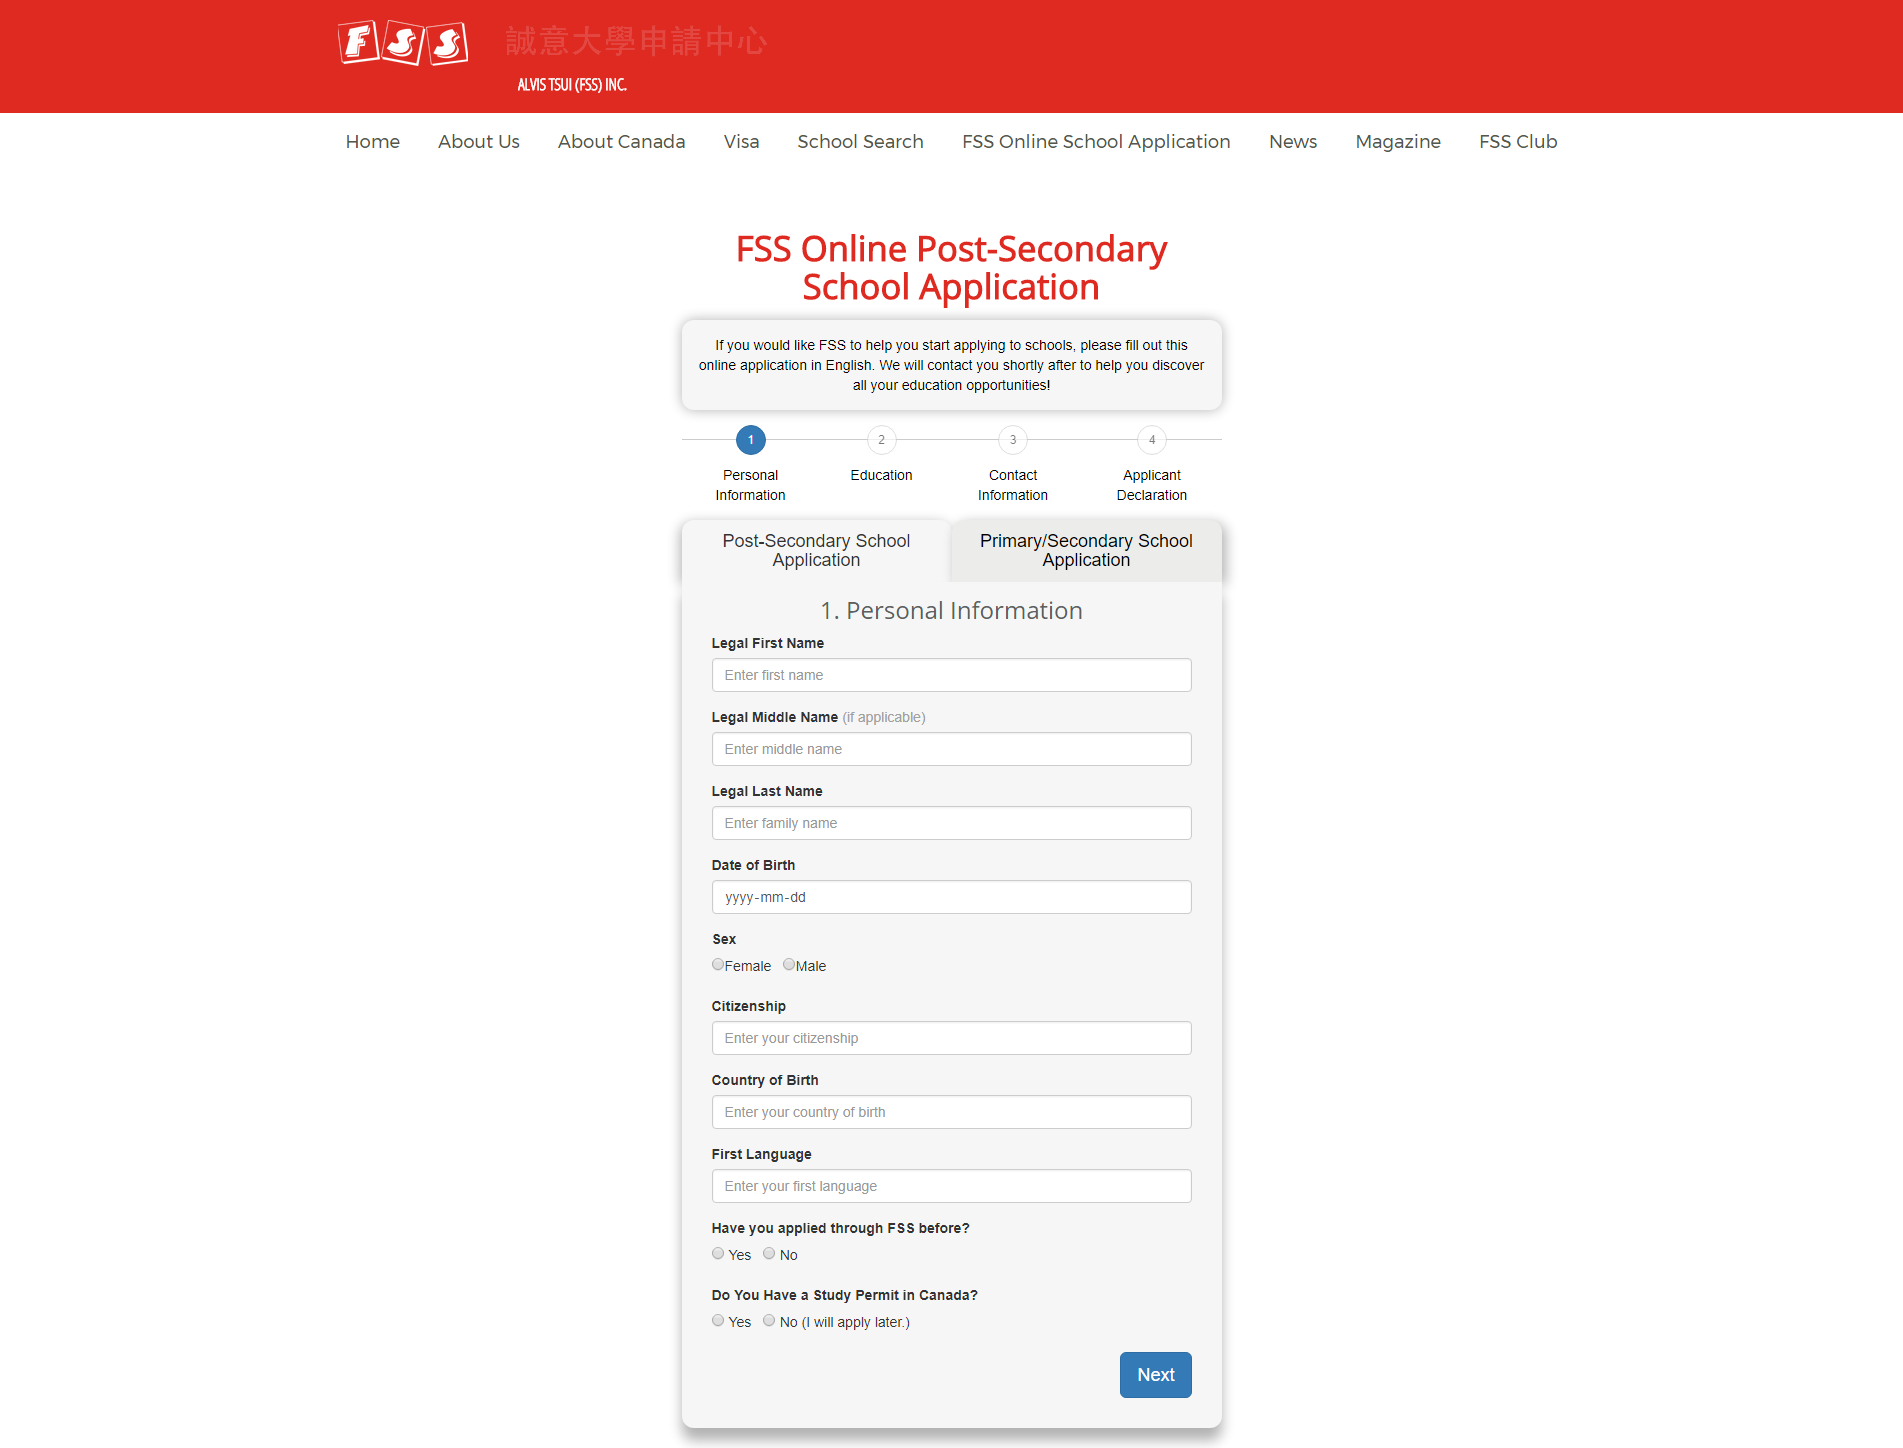 FSS
誠意大學申請中心
ALVIS TSUI (FSS) INC.
Home About Us About Canada Visa School Search FSS Online School Application News Magazine FSS Club
FSS Online Post-Secondary
School Application
If you would like FSS to help you start applying to schools, please fill out this
online application in English. We will contact you shortly after to help you discover
all your education opportunities!
1 2 3 4
Personal
Information
Education
Contact
Information
Applicant
Declaration
Post-Secondary School
Application
Primary/Secondary School
Application
1. Personal Information
Legal First Name
Enter first name
Legal Middle Name (if applicable)
Enter middle name
Legal Last Name
Enter family name
Date of Birth
yyyy-mm-dd
Sex
Female Male
Citizenship
Enter your citizenship
Country of Birth
Enter your country of birth
First Language
Enter your first language
Have you applied through FSS before?
Yes No
Do You Have a Study Permit in Canada?
Yes No (I will apply later.)
Next